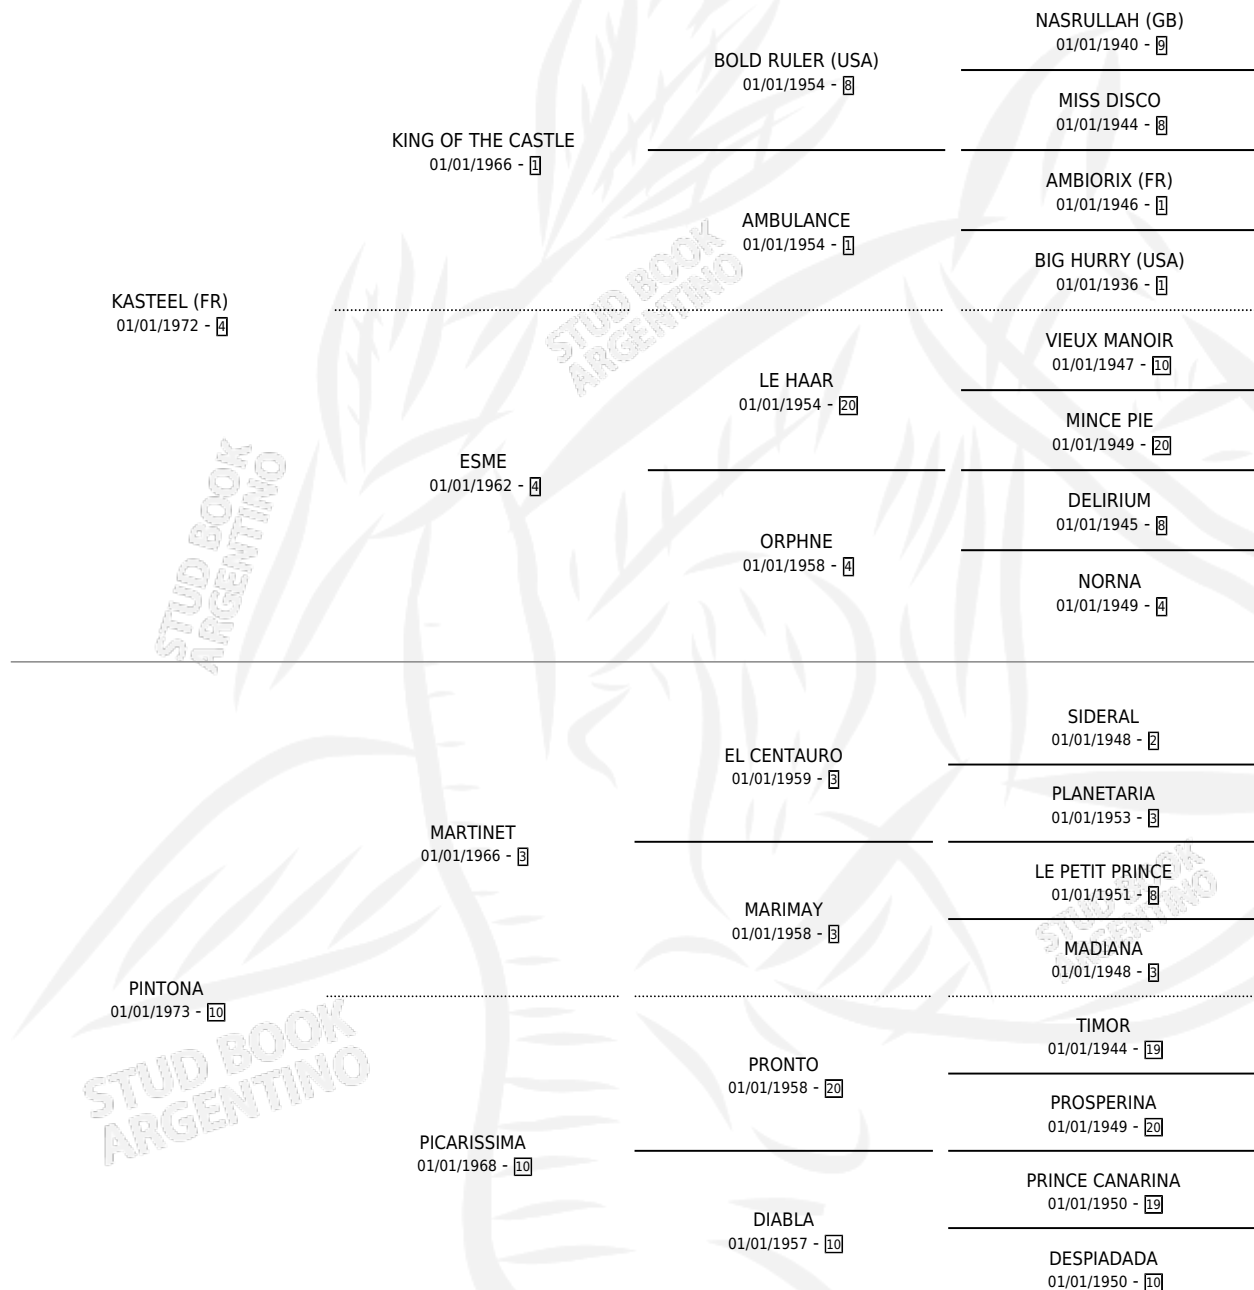 NASRULLAH (GB)
01/01/1940 - 9
BOLD RULER (USA)
01/01/1954 - 8
MISS DISCO
01/01/1944 - 8
KING OF THE CASTLE
01/01/1966 - 1
AMBIORIX (FR)
01/01/1946 - 1
AMBULANCE
01/01/1954 - 1
BIG HURRY (USA)
01/01/1936 - 1
KASTEEL (FR)
01/01/1972 - 4
VIEUX MANOIR
01/01/1947 - 10
LE HAAR
01/01/1954 - 20
MINCE PIE
01/01/1949 - 20
ESME
01/01/1962 - 4
DELIRIUM
01/01/1945 - 8
ORPHNE
01/01/1958 - 4
NORNA
01/01/1949 - 4
SIDERAL
01/01/1948 - 2
EL CENTAURO
01/01/1959 - 3
PLANETARIA
01/01/1953 - 3
MARTINET
01/01/1966 - 3
LE PETIT PRINCE
01/01/1951 - 8
MARIMAY
01/01/1958 - 3
MADIANA
01/01/1948 - 3
PINTONA
01/01/1973 - 10
TIMOR
01/01/1944 - 19
PRONTO
01/01/1958 - 20
PROSPERINA
01/01/1949 - 20
PICARISSIMA
01/01/1968 - 10
PRINCE CANARINA
01/01/1950 - 19
DIABLA
01/01/1957 - 10
DESPIADADA
01/01/1950 - 10
STUD BOOK
ARGENTINO
STUD BOOK
ARGENTINO
STUD BOOK
ARGENTINO
STUD BOOK
ARGENTINO